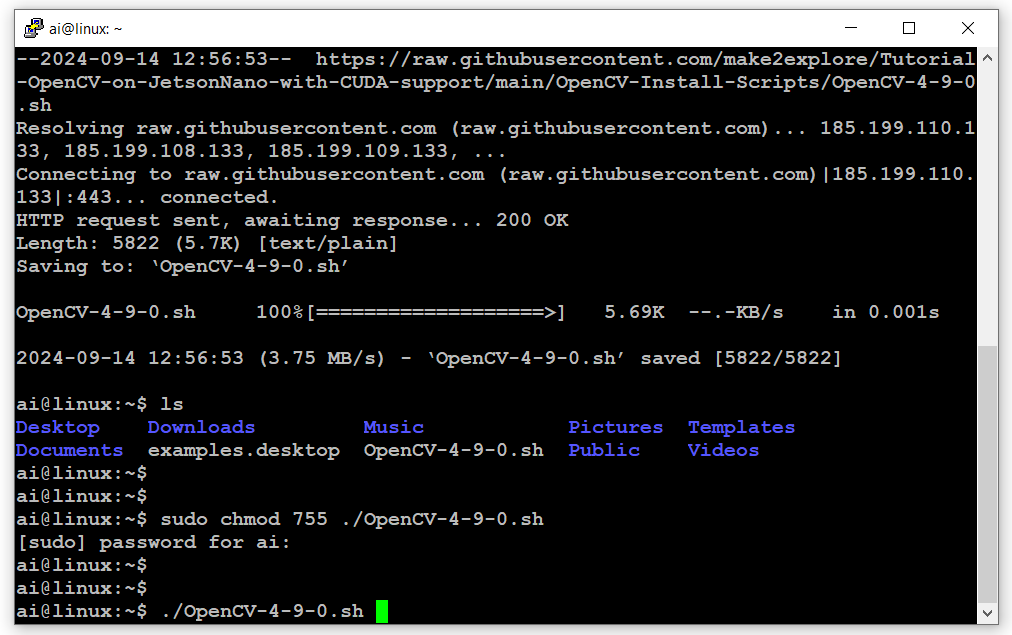 ai@linux: ~
--2024-09-14 12:56:53--  https://raw.githubusercontent.com/make2explore/Tutorial
-OpenCV-on-JetsonNano-with-CUDA-support/main/OpenCV-Install-Scripts/OpenCV-4-9-0
.sh
Resolving raw.githubusercontent.com (raw.githubusercontent.com)... 185.199.110.1
33, 185.199.108.133, 185.199.109.133, ...
Connecting to raw.githubusercontent.com (raw.githubusercontent.com)|185.199.110.
133|:443... connected.
HTTP request sent, awaiting response... 200 OK
Length: 5822 (5.7K) [text/plain]
Saving to: ‘OpenCV-4-9-0.sh’
OpenCV-4-9-0.sh     100%[===================>]   5.69K  --.-KB/s    in 0.001s
2024-09-14 12:56:53 (3.75 MB/s) - ‘OpenCV-4-9-0.sh’ saved [5822/5822]
ai@linux:~$ ls
Desktop    Downloads         Music            Pictures  Templates
Documents  examples.desktop  OpenCV-4-9-0.sh  Public    Videos
ai@linux:~$
ai@linux:~$
ai@linux:~$ sudo chmod 755 ./OpenCV-4-9-0.sh
[sudo] password for ai:
ai@linux:~$
ai@linux:~$
ai@linux:~$ ./OpenCV-4-9-0.sh